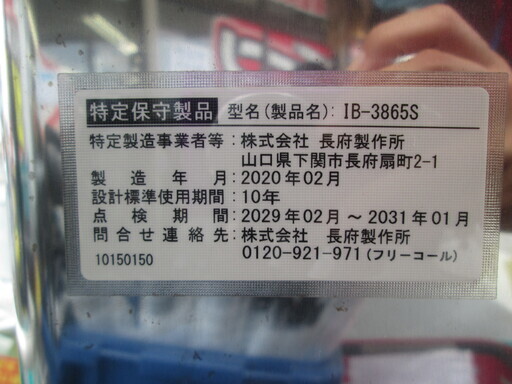 特定保守製品 型名(製品名): IB-3865S
特定製造事業者等:株式会社 長府製作所
山口県下関市長府扇町2-1
製造年月:2020年02月
設計標準使用期間:10年
点検期間:2029年02月 ～ 2031年01月
問合せ連絡先:株式会社 長府製作所
10150150 0120-921-971(フリーコール)